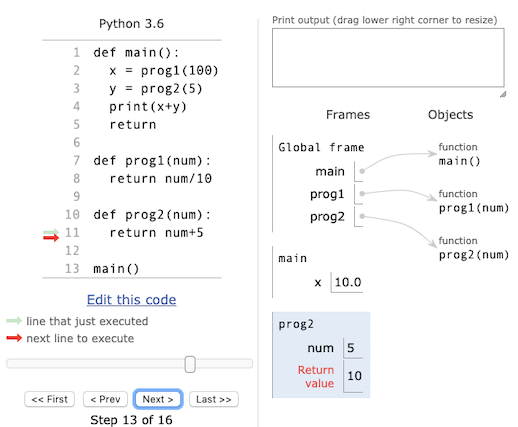 Python 3.6
1 def main():
2   x = prog1(100)
3   y = prog2(5)
4   print(x+y)
5   return
6
7 def prog1(num):
8   return num/10
9
10 def prog2(num):
11   return num+5
12
13 main()
Edit this code
line that just executed
next line to execute
<< First < Prev Next > Last >>
Step 13 of 16
Print output (drag lower right corner to resize)
Frames Objects
Global frame
main
prog1
prog2
function
main()
function
prog1(num)
function
prog2(num)
main
x 10.0
prog2
num 5
Return
value 10